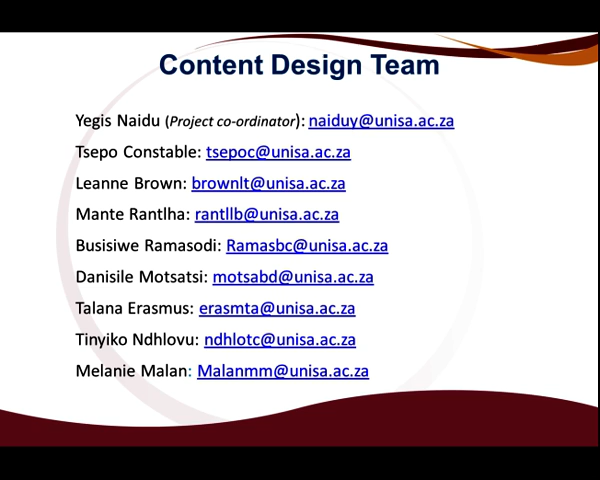 Content Design Team
Yegis Naidu (Project co-ordinator): naiduy@unisa.ac.za
Tsepo Constable: tsepoc@unisa.ac.za
Leanne Brown: brownlt@unisa.ac.za
Mante Rantlha: rantllb@unisa.ac.za
Busisiwe Ramasodi: Ramasbc@unisa.ac.za
Danisile Motsatsi: motsabd@unisa.ac.za
Talana Erasmus: erasmta@unisa.ac.za
Tinyiko Ndhlovu: ndhlotc@unisa.ac.za
Melanie Malan: Malanmm@unisa.ac.za